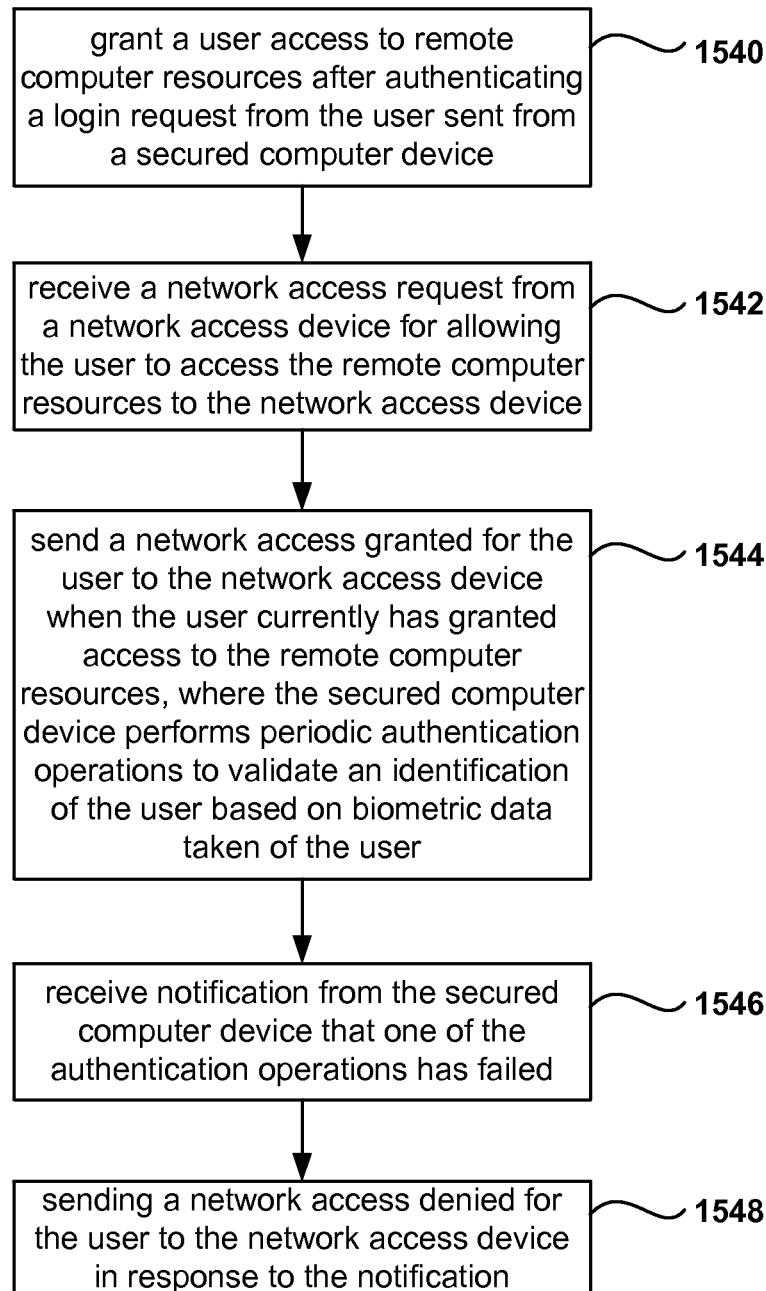 grant a user access to remote
computer resources after authenticating
a login request from the user sent from
a secured computer device
1540
receive a network access request from
a network access device for allowing
the user to access the remote computer
resources to the network access device
1542
send a network access granted for the
user to the network access device
when the user currently has granted
access to the remote computer
resources, where the secured computer
device performs periodic authentication
operations to validate an identification
of the user based on biometric data
taken of the user
1544
receive notification from the secured
computer device that one of the
authentication operations has failed
1546
sending a network access denied for
the user to the network access device
in response to the notification
1548